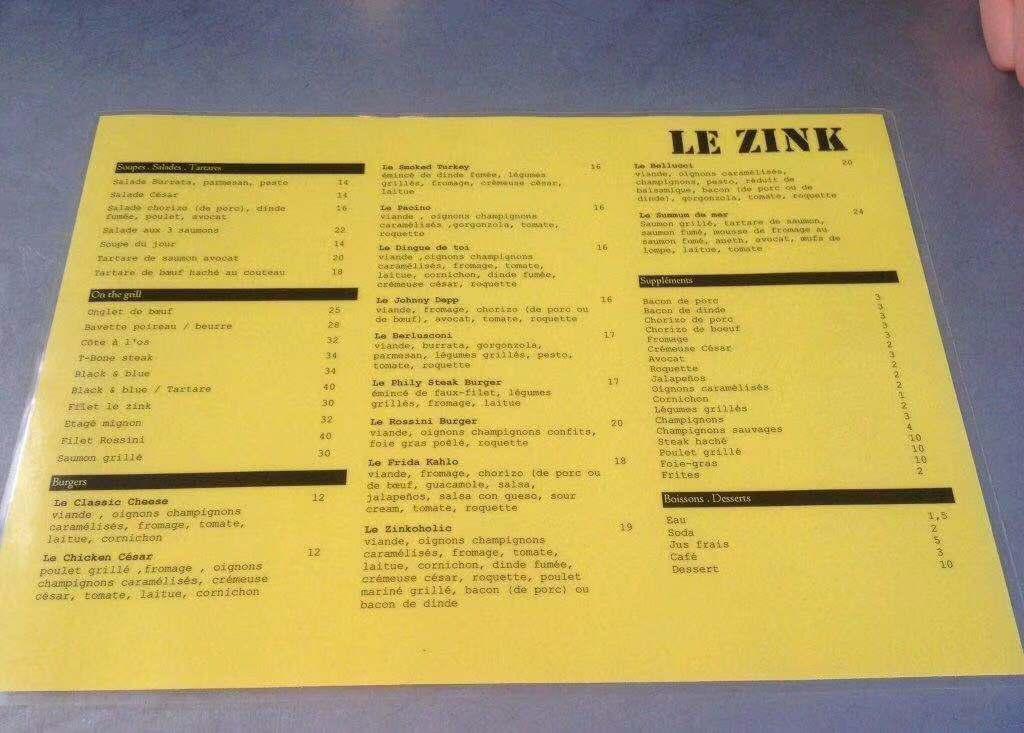 LE ZINK
Soupes . Salades . Tartares
Salade Burrata, parmesan, pesto 14
Salade César 14
Salade chorizo (de porc), dinde
fumée, poulet, avocat 16
Salade aux 3 saumons 22
Soupe du jour 14
Tartare de saumon avocat 20
Tartare de bœuf haché au couteau 18
On the grill
Onglet de bœuf 25
Bavette poireau / beurre 28
Côte à l'os 32
T-Bone steak 34
Black & blue 34
Black & blue / Tartare 40
Filet le zink 30
Etagé mignon 32
Filet Rossini 40
Saumon grillé 30
Burgers
Le Classic Cheese 12
viande , oignons champignons
caramélisés, fromage, tomate,
laitue, cornichon
Le Chicken César 12
poulet grillé ,fromage , oignons
champignons caramélisés, crémeuse
césar, tomate, laitue, cornichon
Le Smoked Turkey 16
émincé de dinde fumée, légumes
grillés, fromage, crémeuse césar,
laitue
Le Pacino 16
viande , oignons champignons
caramélisés ,gorgonzola, tomate,
roquette
Le Dingue de toi 16
viande ,oignons champignons
caramélisés, fromage, tomate,
laitue, cornichon, dinde fumée,
crémeuse césar, roquette
Le Johnny Depp 16
viande, fromage, chorizo (de porc ou
de bœuf), avocat, tomate, roquette
Le Berlusconi 17
viande, burrata, gorgonzola,
parmesan, légumes grillés, pesto,
tomate, roquette
Le Phily Steak Burger 17
émincé de faux-filet, légumes
grillés, fromage, laitue
Le Rossini Burger 20
viande, oignons champignons confits,
foie gras poêlé, roquette
Le Frida Kahlo 18
viande, fromage, chorizo (de porc ou
de bœuf, guacamole, salsa,
jalapeños, salsa con queso, sour
cream, tomate, roquette
Le Zinkoholic 19
viande, oignons champignons
caramélisés, fromage, tomate,
laitue, cornichon, dinde fumée,
crémeuse césar, roquette, poulet
mariné grillé, bacon (de porc) ou
bacon de dinde
Le Bellucci 20
viande, oignons caramélisés,
champignons, pesto, réduit de
balsamique, bacon (de porc ou de
dinde), gorgonzola, tomate, roquette
Le Summum de mer 24
Saumon grillé, tartare de saumon,
saumon fumé, mousse de fromage au
saumon fumé, aneth, avocat, œufs de
lompe, laitue, tomate
Suppléments
Bacon de porc 3
Bacon de dinde 3
Chorizo de porc 3
Chorizo de boeuf 3
Fromage 3
Crémeuse César 2
Avocat 3
Roquette 2
Jalapeños 2
Oignons caramélisés 2
Cornichon 1
Légumes grillés 2
Champignons 3
Champignons sauvages 4
Steak haché 10
Poulet grillé 10
Foie-gras 10
Frites 2
Boissons . Desserts
Eau 1,5
Soda 2
Jus frais 5
Café 3
Dessert 10